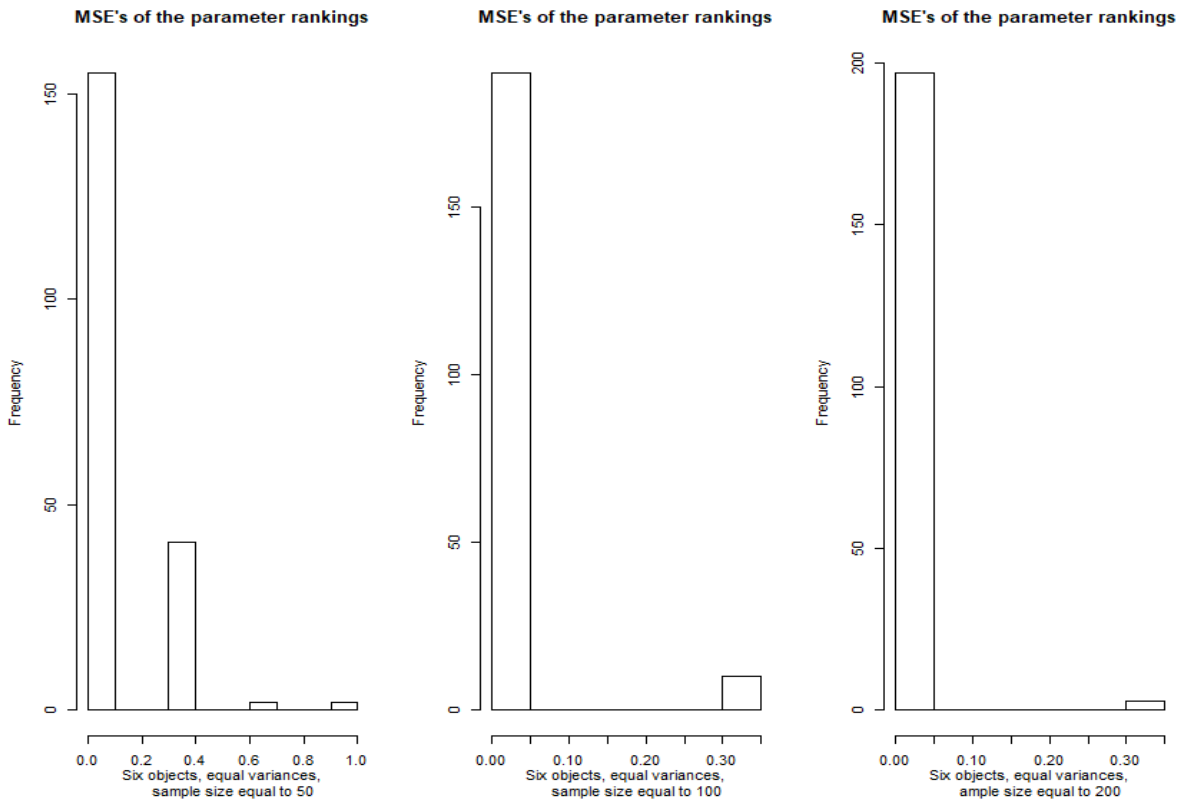 MSE's of the parameter rankings
150
100
50
0
Frequency
0.0 0.2 0.4 0.6 0.8 1.0
Six objects, equal variances,
sample size equal to 50
MSE's of the parameter rankings
150
100
50
0
Frequency
0.00 0.10 0.20 0.30
Six objects, equal variances,
sample size equal to 100
MSE's of the parameter rankings
200
150
100
50
0
Frequency
0.00 0.10 0.20 0.30
Six objects, equal variances,
ample size equal to 200